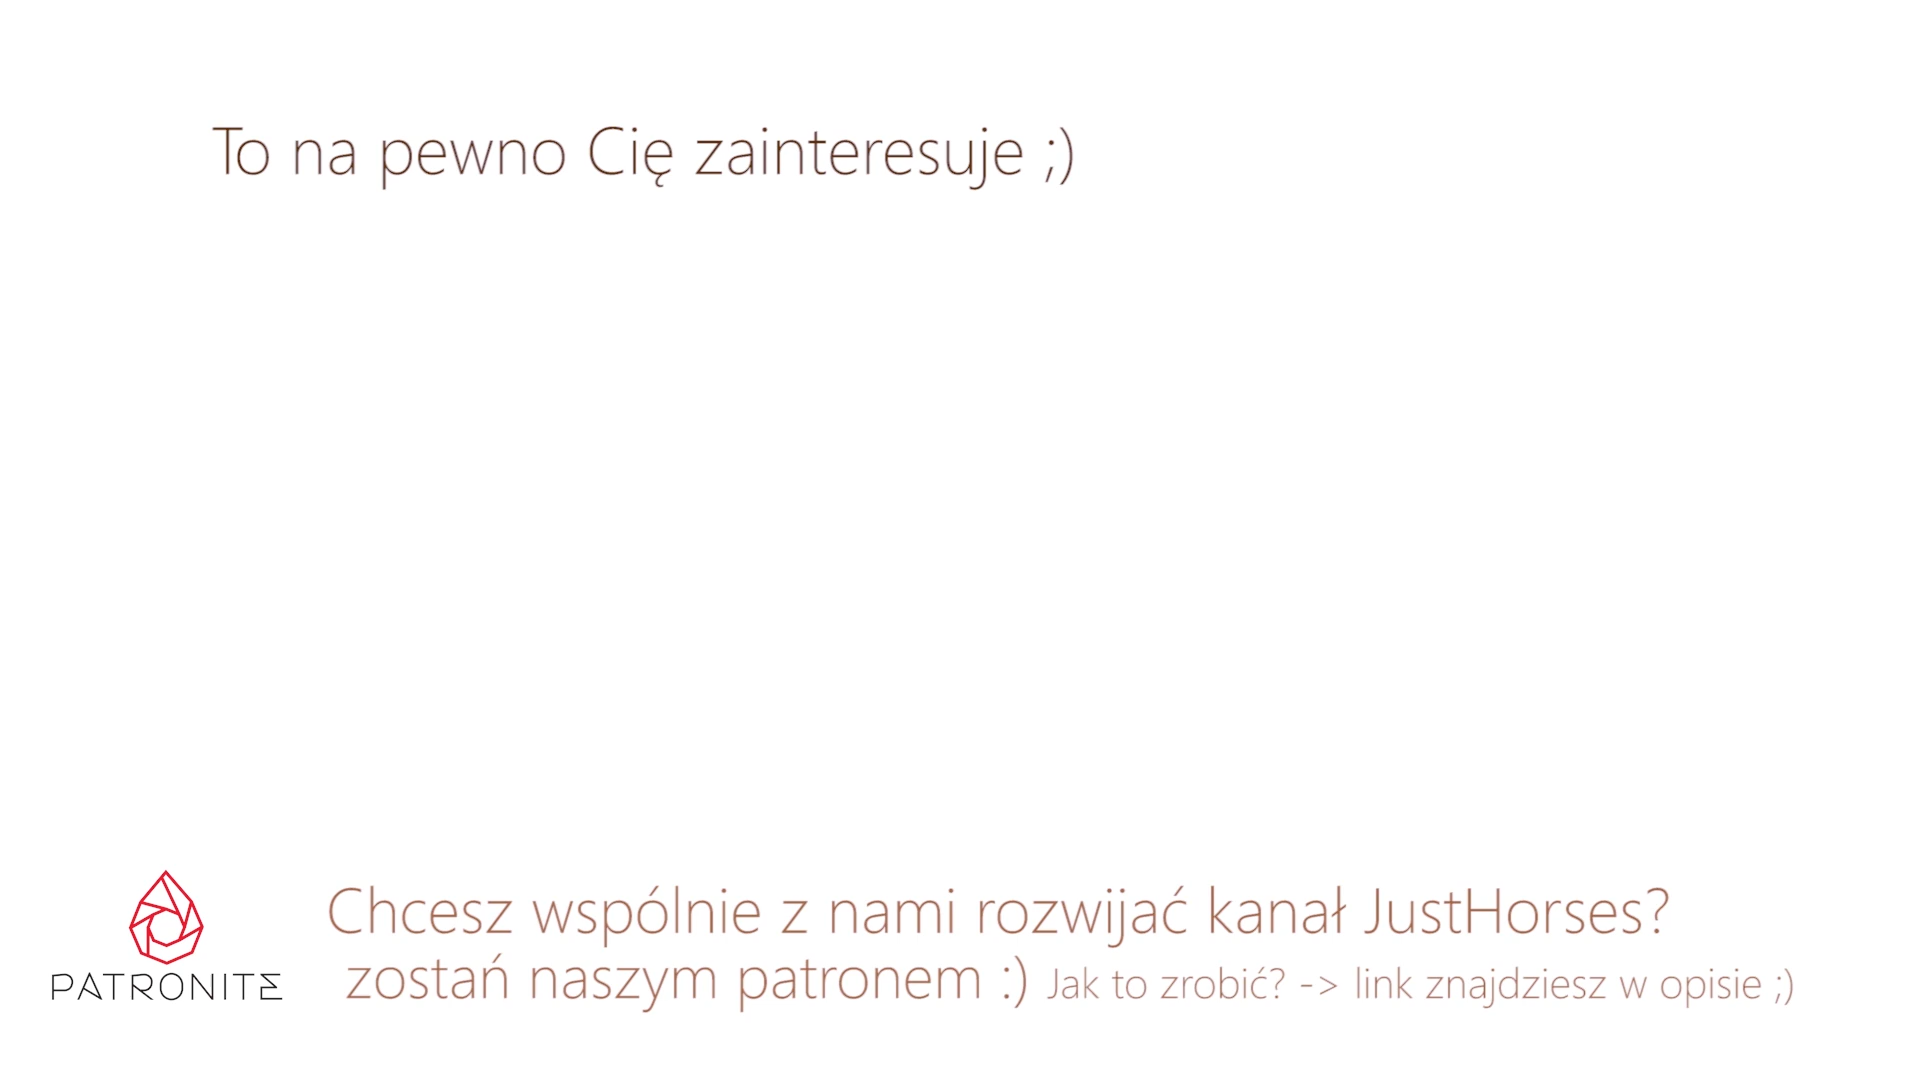 To na pewno Cię zainteresuje ;)
Chcesz wspólnie z nami rozwijać kanał JustHorses?
zostań naszym patronem :) Jak to zrobić? -> link znajdziesz w opisie ;)
PATRONITE